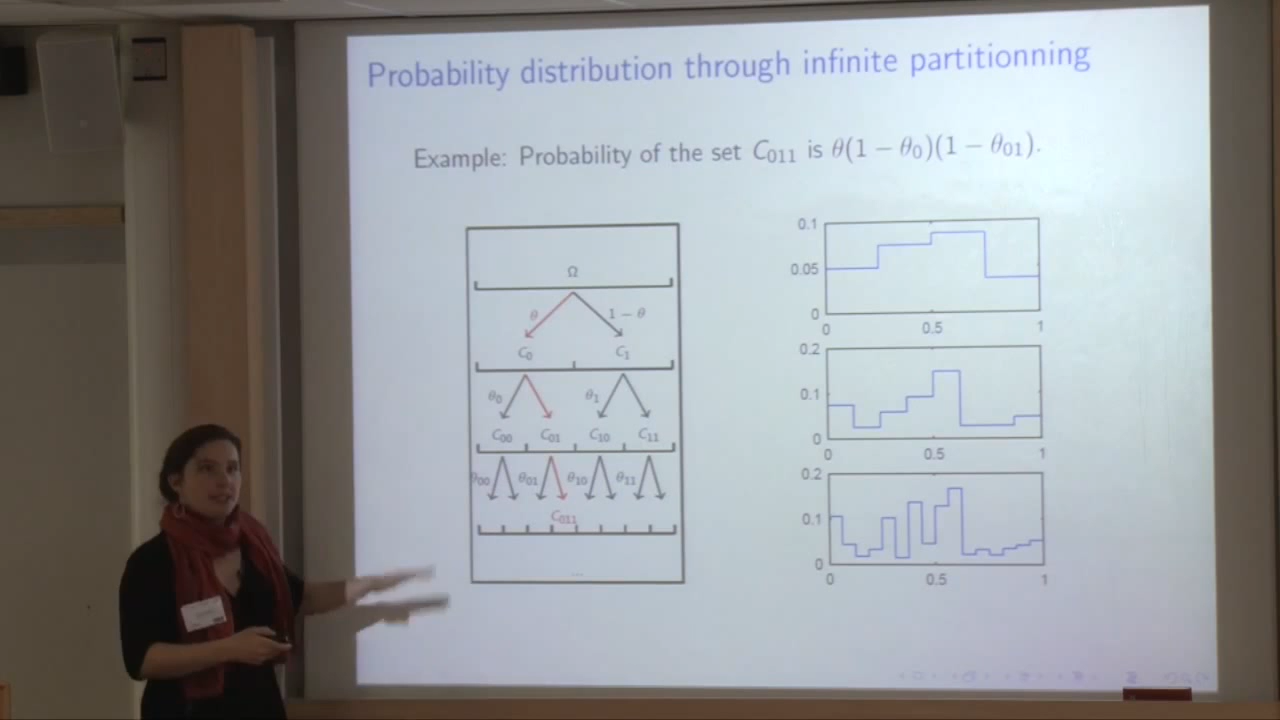 Probability distribution through infinite partitionning
Example: Probability of the set C₀₁₁ is θ(1 − θ₀)(1 − θ₀₁).
Ω
θ 1 − θ
C₀ C₁
θ₀ θ₁
C₀₀ C₀₁ C₁₀ C₁₁
θ₀₀ θ₀₁ θ₁₀ θ₁₁
C₀₁₁
...
0.1
0.05
0
0 0.5 1
0.2
0.1
0
0 0.5 1
0.2
0.1
0
0 0.5 1